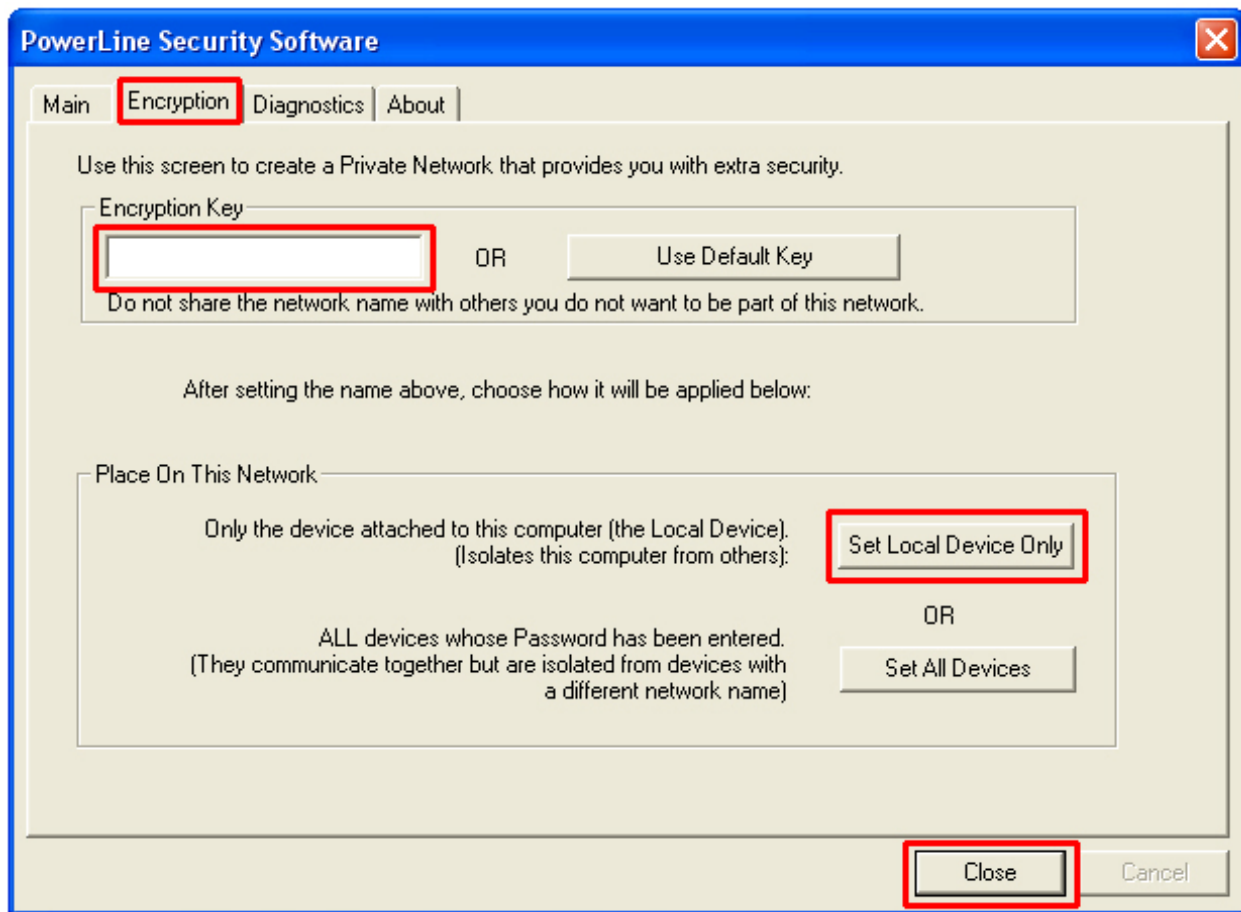 PowerLine Security Software
Main Encryption Diagnostics About
Use this screen to create a Private Network that provides you with extra security.
Encryption Key
OR Use Default Key
Do not share the network name with others you do not want to be part of this network.
After setting the name above, choose how it will be applied below:
Place On This Network
Only the device attached to this computer (the Local Device).
(Isolates this computer from others):
Set Local Device Only
OR
ALL devices whose Password has been entered.
(They communicate together but are isolated from devices with
a different network name)
Set All Devices
Close Cancel